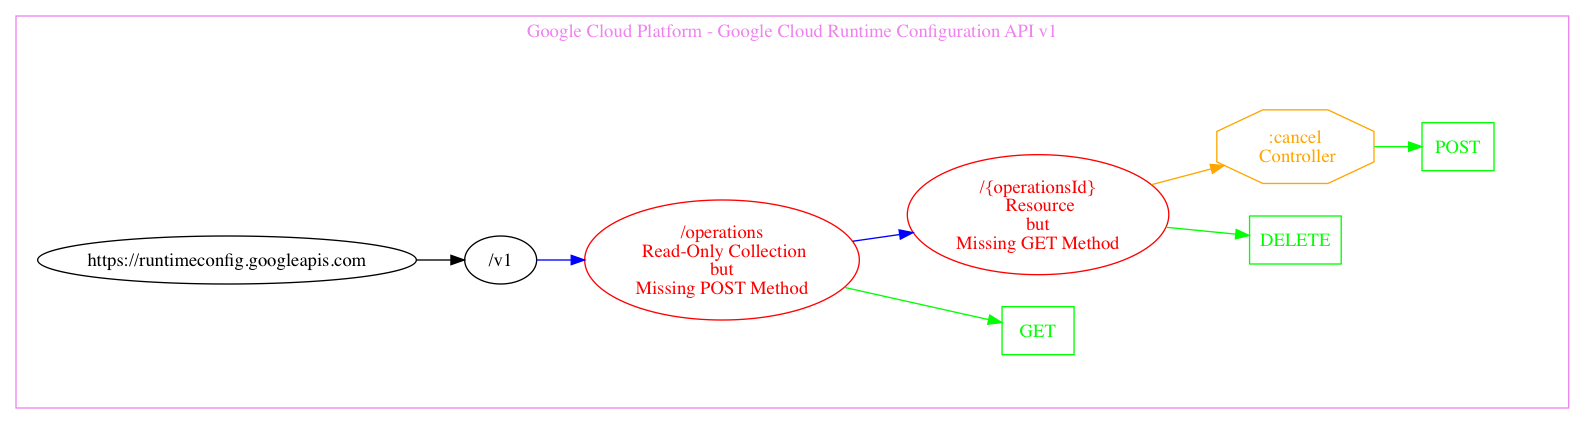 Google Cloud Platform - Google Cloud Runtime Configuration API v1
https://runtimeconfig.googleapis.com
/v1
/operations
Read-Only Collection
but
Missing POST Method
/{operationsId}
Resource
but
Missing GET Method
GET
:cancel
Controller
DELETE
POST